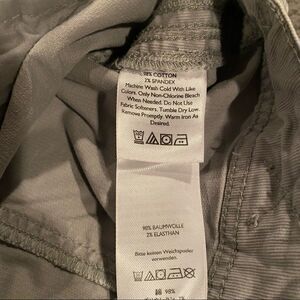 98% COTTON
2% SPANDEX
Machine Wash Cold With Like
Colors. Only Non-Chlorine Bleach
When Needed. Do Not Use
Fabric Softeners. Tumble Dry Low.
Remove Promptly. Warm Iron As
Desired.
98% BAUMWOLLE
2% ELASTHAN
Bitte keinen Weichspüler
verwenden.
98%